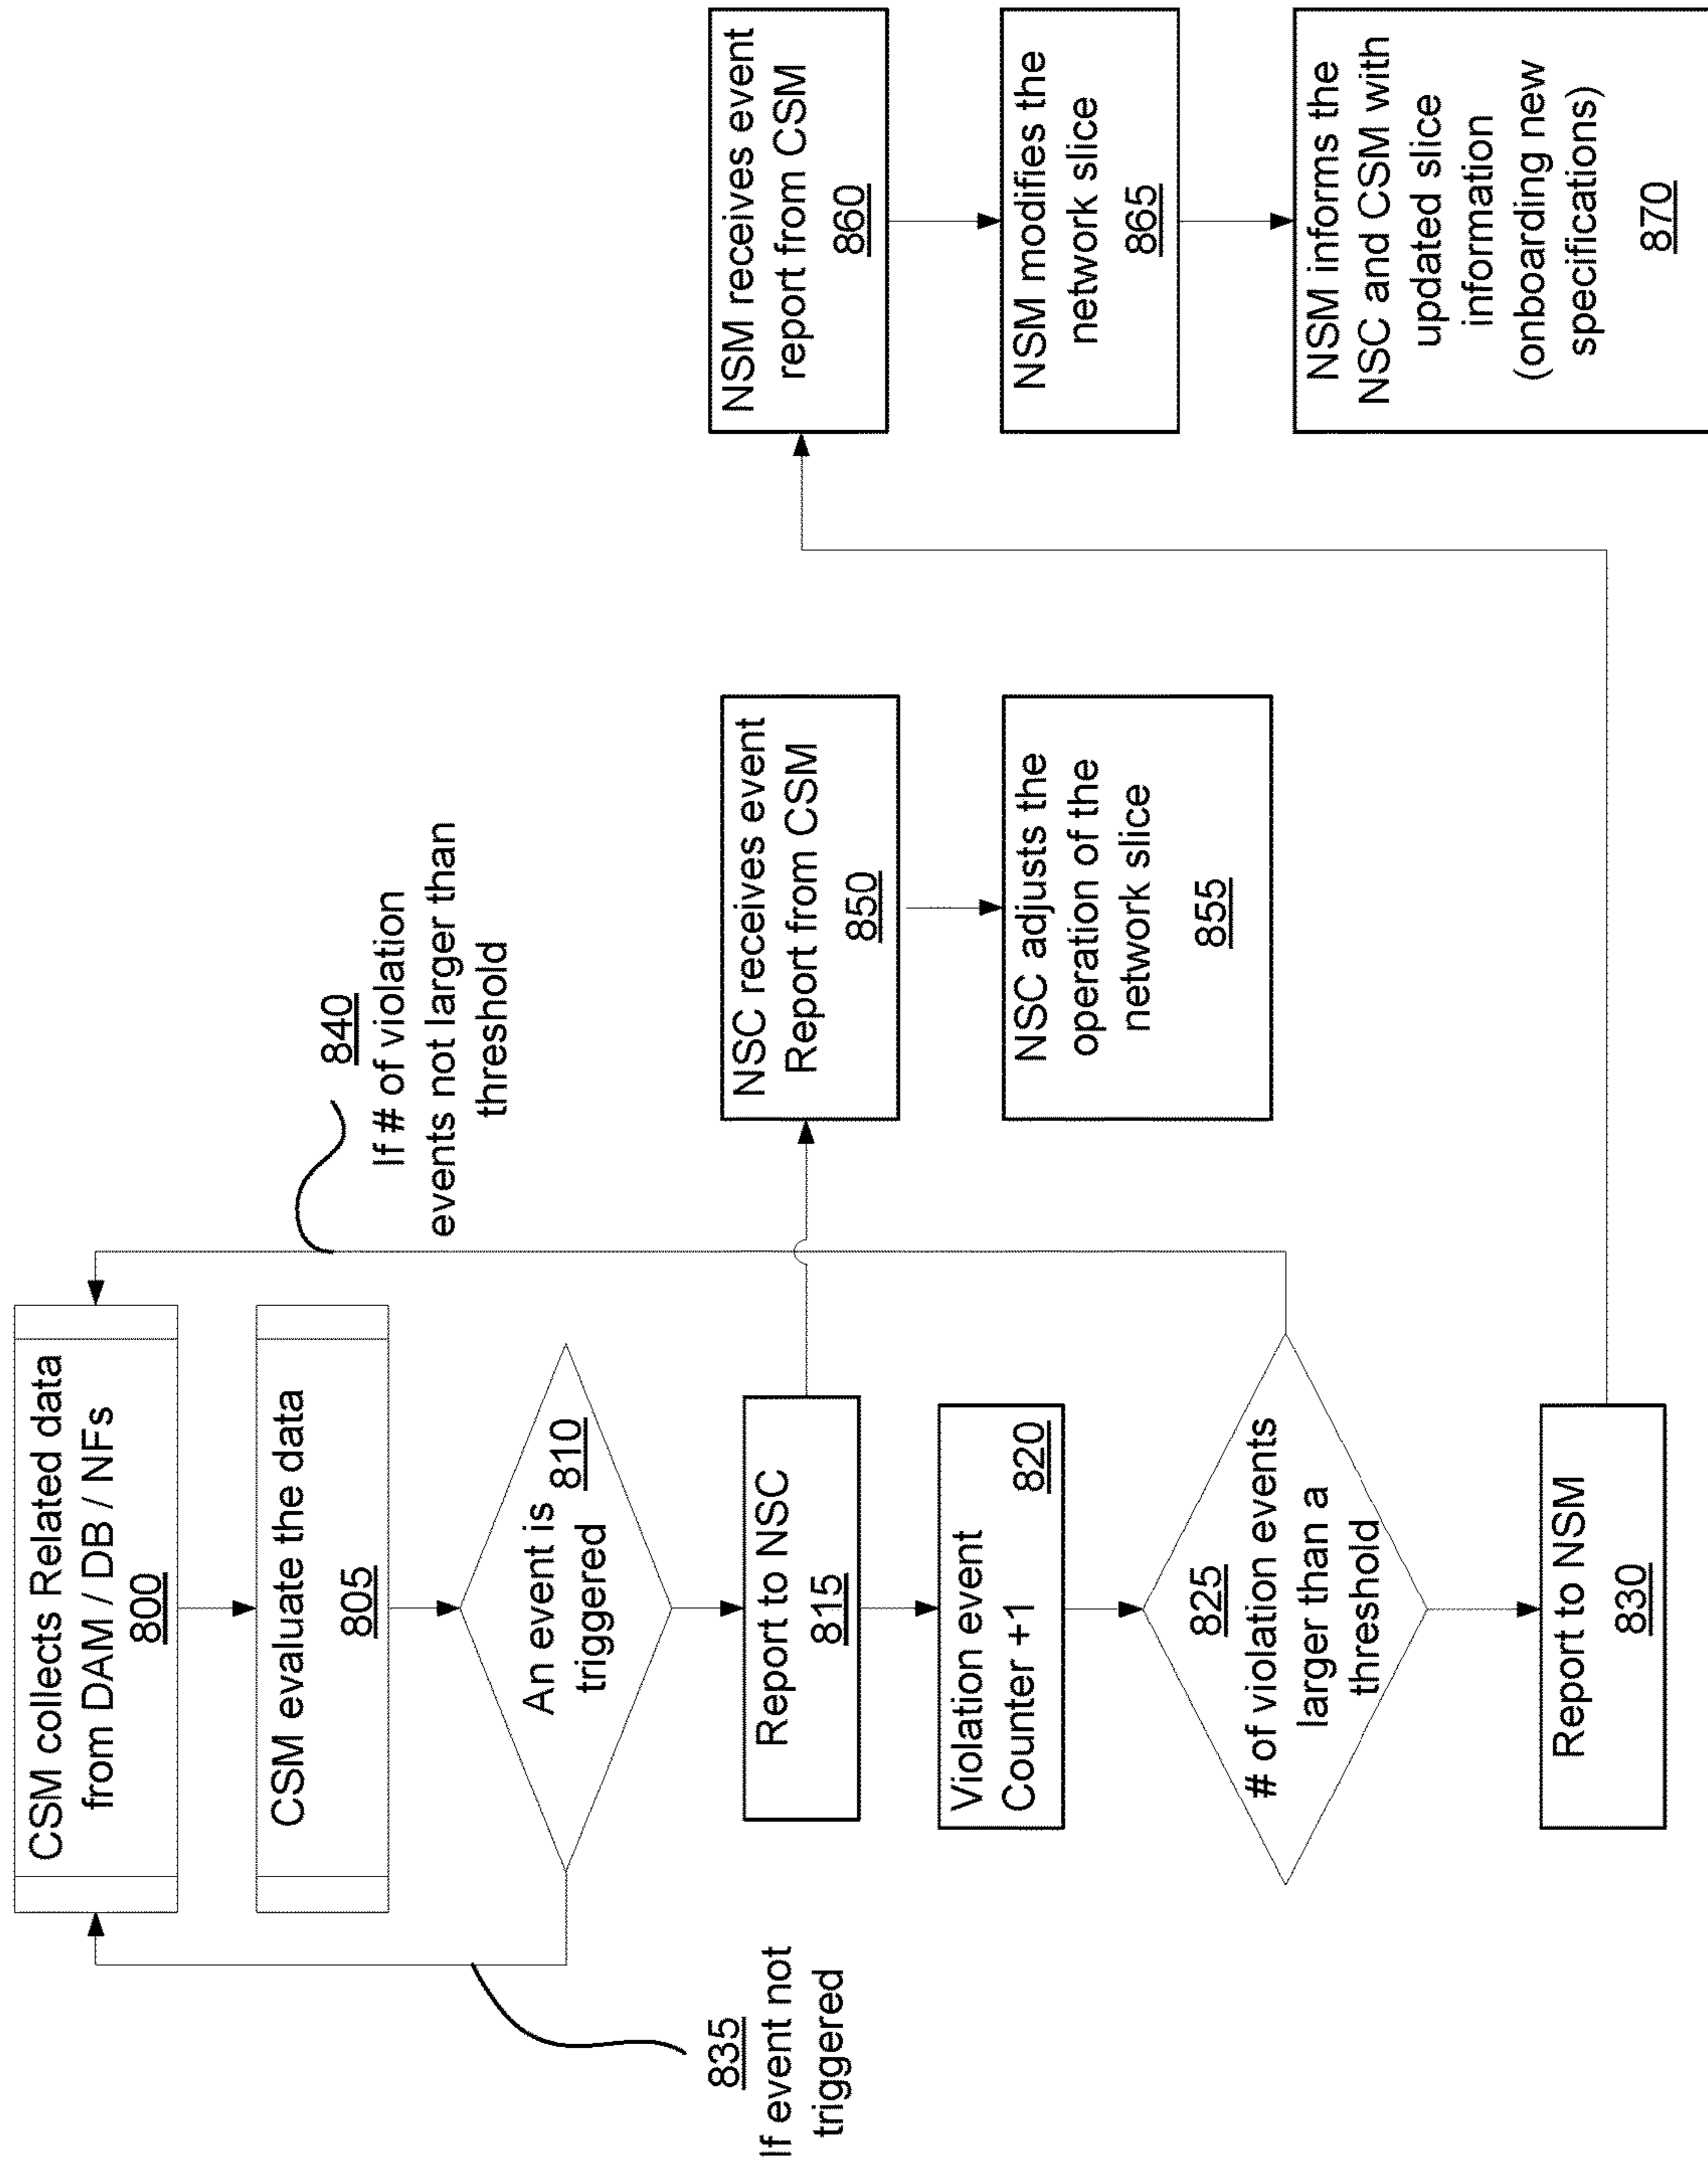 CSM collects Related data
from DAM / DB / NFs
800
CSM evaluate the data
805
An event is
triggered
810
835
If event not
triggered
Report to NSC
815
Violation event
Counter +1
820
825
# of violation events
larger than a
threshold
Report to NSM
830
840
If # of violation
events not larger than
threshold
NSC receives event
Report from CSM
850
NSC adjusts the
operation of the
network slice
855
NSM receives event
report from CSM
860
NSM modifies the
network slice
865
NSM informs the
NSC and CSM with
updated slice
information
(onboarding new
specifications)
870